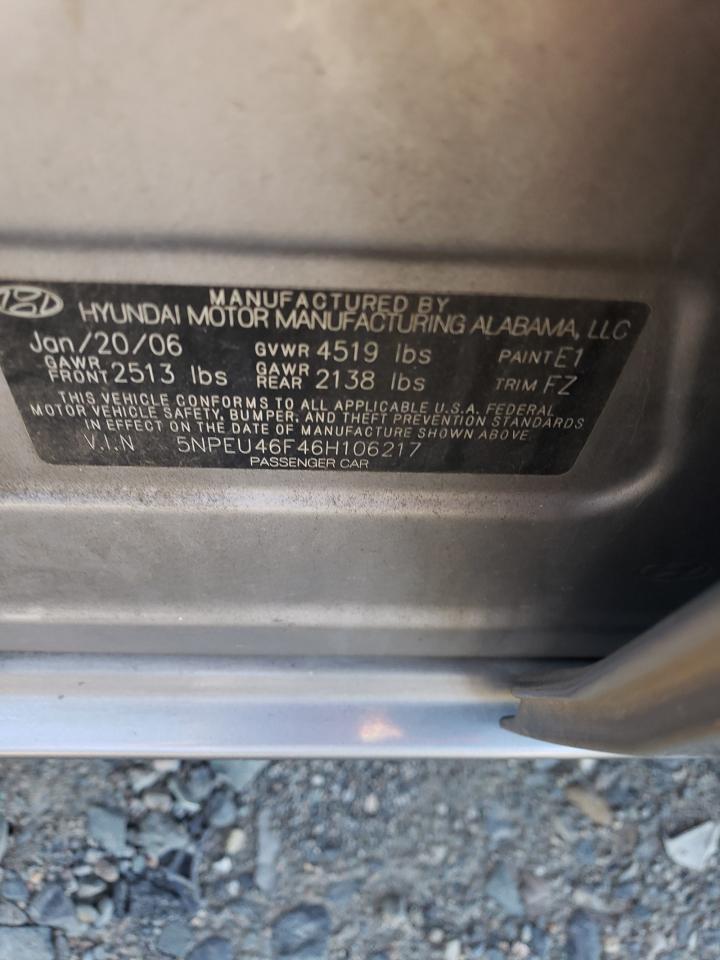 MANUFACTURED BY
HYUNDAI MOTOR MANUFACTURING ALABAMA, LLC
Jan/20/06 GVWR 4519 lbs PAINT E1
GAWR FRONT 2513 lbs GAWR REAR 2138 lbs TRIM FZ
THIS VEHICLE CONFORMS TO ALL APPLICABLE U.S.A. FEDERAL
MOTOR VEHICLE SAFETY, BUMPER, AND THEFT PREVENTION STANDARDS
IN EFFECT ON THE DATE OF MANUFACTURE SHOWN ABOVE
V.I.N 5NPEU46F46H106217
PASSENGER CAR